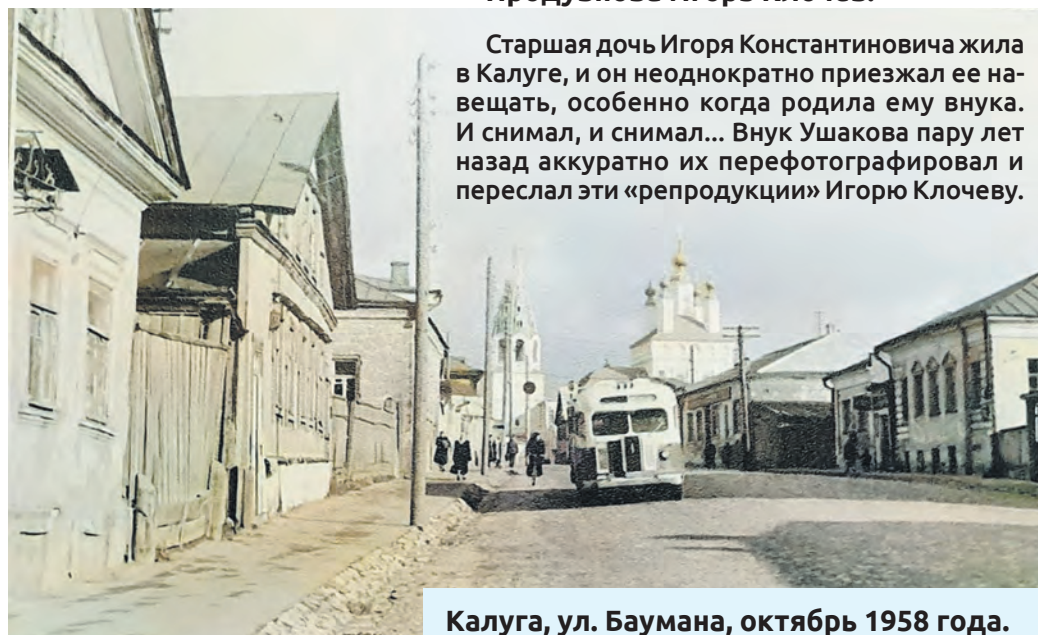 Старшая дочь Игоря Константиновича жила
в Калуге, и он неоднократно приезжал ее на-
вещать, особенно когда родила ему внука.
И снимал, и снимал... Внук Ушакова пару лет
назад аккуратно их перефотографировал и
переслал эти «репродукции» Игорю Клочеву.
Калуга, ул. Баумана, октябрь 1958 года.